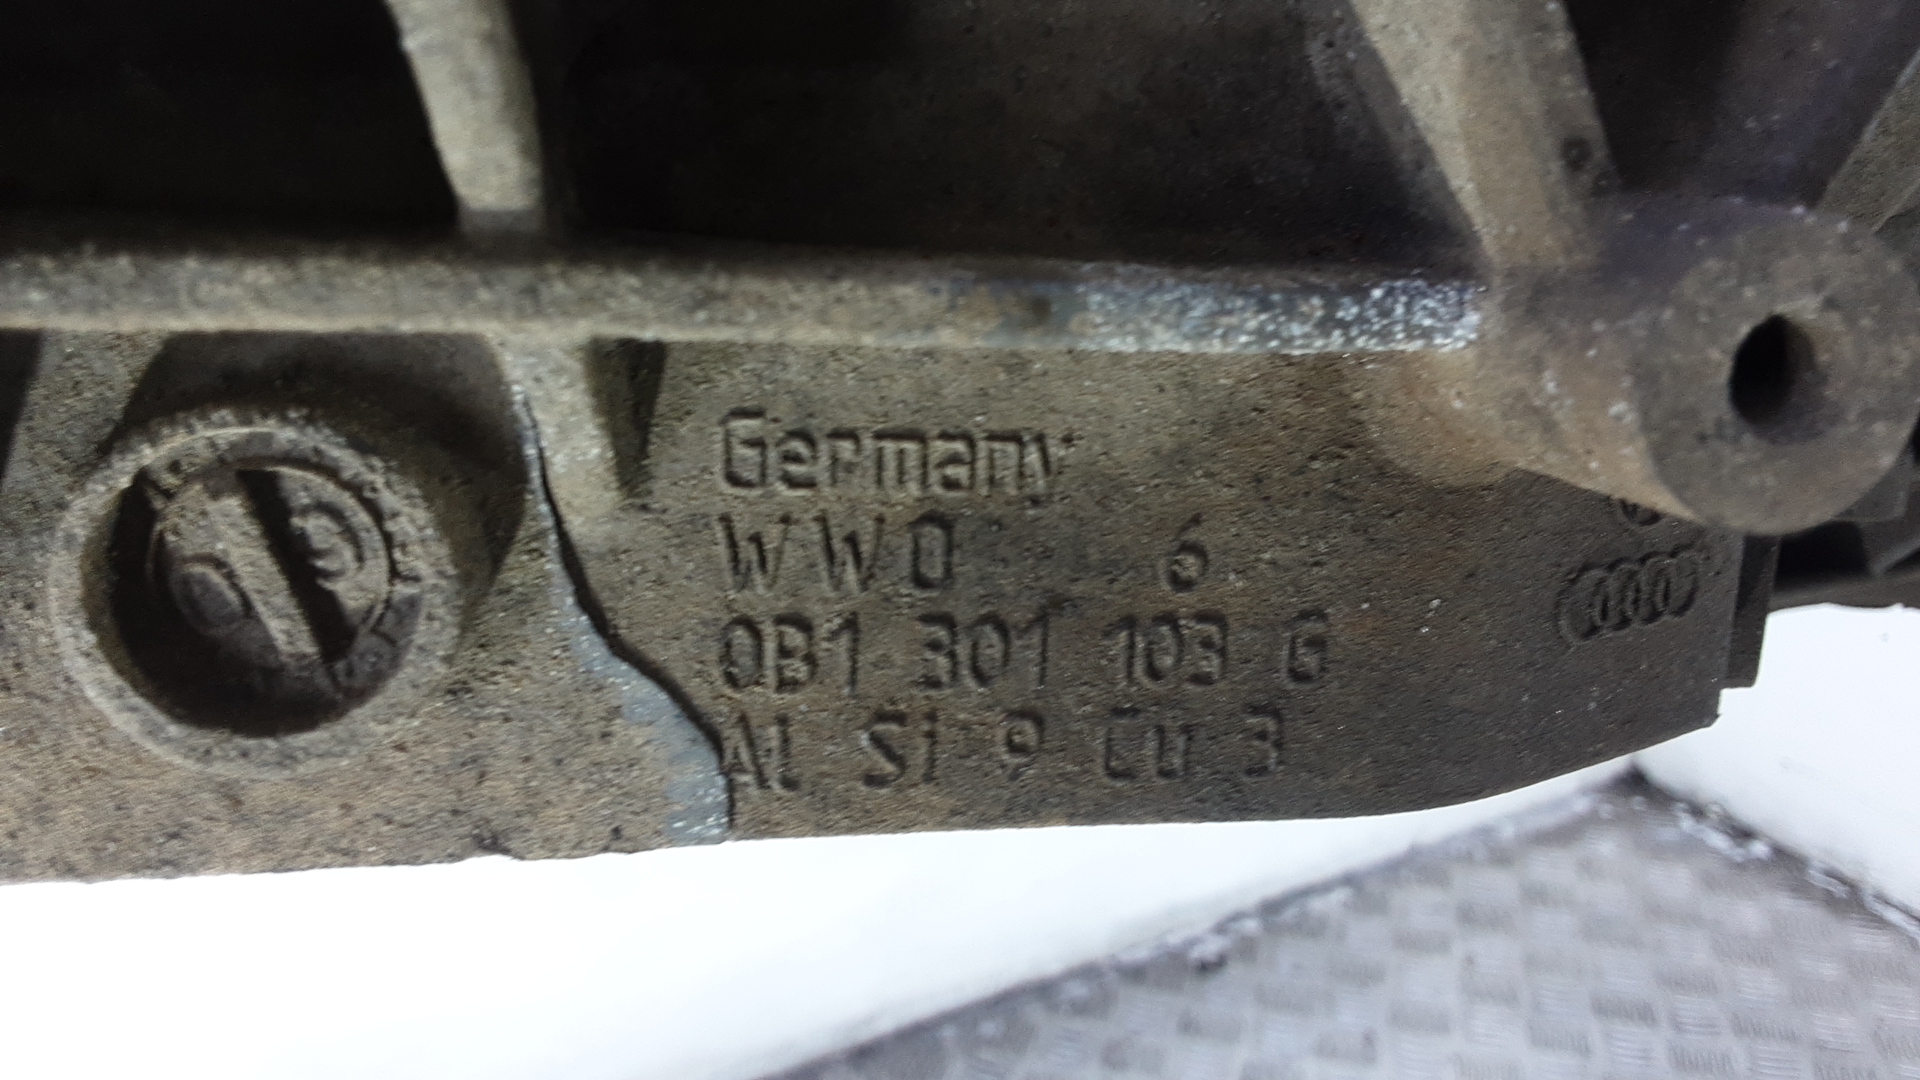 Germany
WWO 6
0B1 301 103 G
AL Si 9 Cu 3